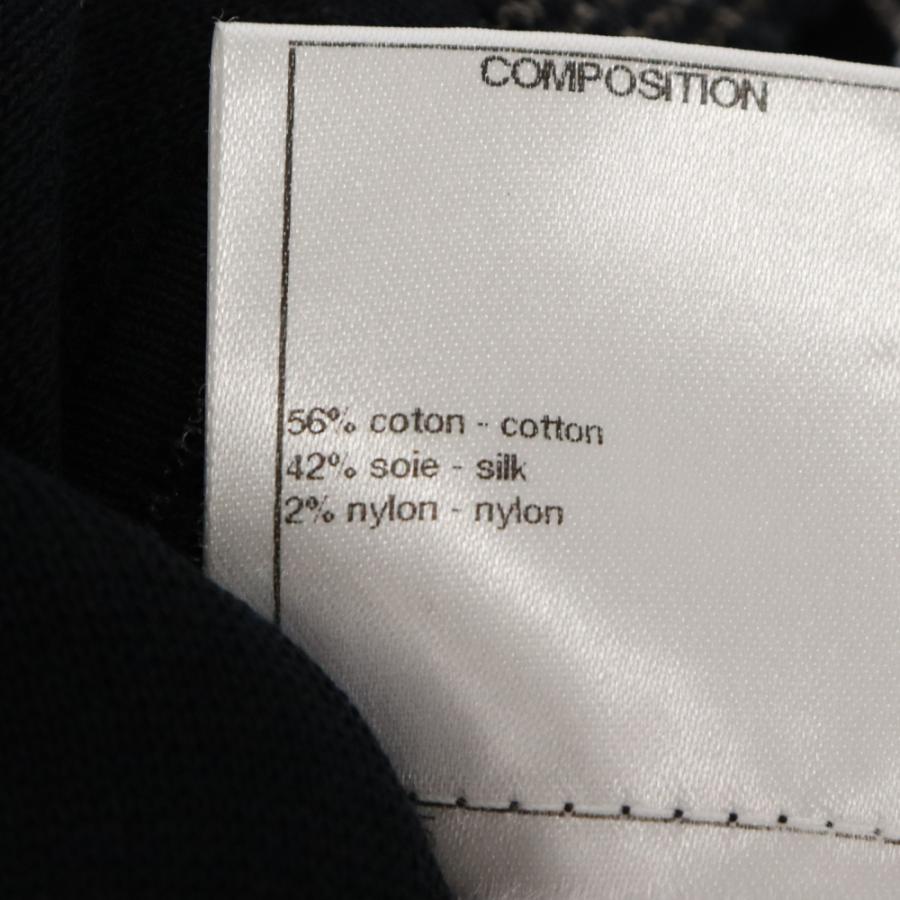 COMPOSITION
56% coton - cotton
42% soie - silk
2% nylon - nylon